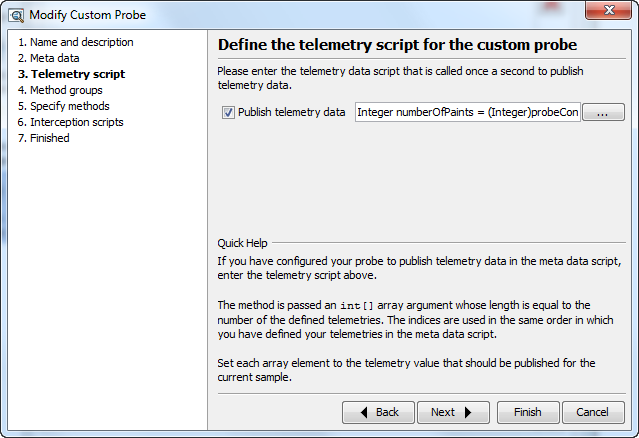 Modify Custom Probe
1. Name and description
2. Meta data
3. Telemetry script
4. Method groups
5. Specify methods
6. Interception scripts
7. Finished
Define the telemetry script for the custom probe
Please enter the telemetry data script that is called once a second to publish
telemetry data.
Publish telemetry data
Integer numberOfPaints = (Integer)probeCon
...
Quick Help
If you have configured your probe to publish telemetry data in the meta data script,
enter the telemetry script above.
The method is passed an int[] array argument whose length is equal to the
number of the defined telemetries. The indices are used in the same order in which
you have defined your telemetries in the meta data script.
Set each array element to the telemetry value that should be published for the
current sample.
Back
Next
Finish
Cancel